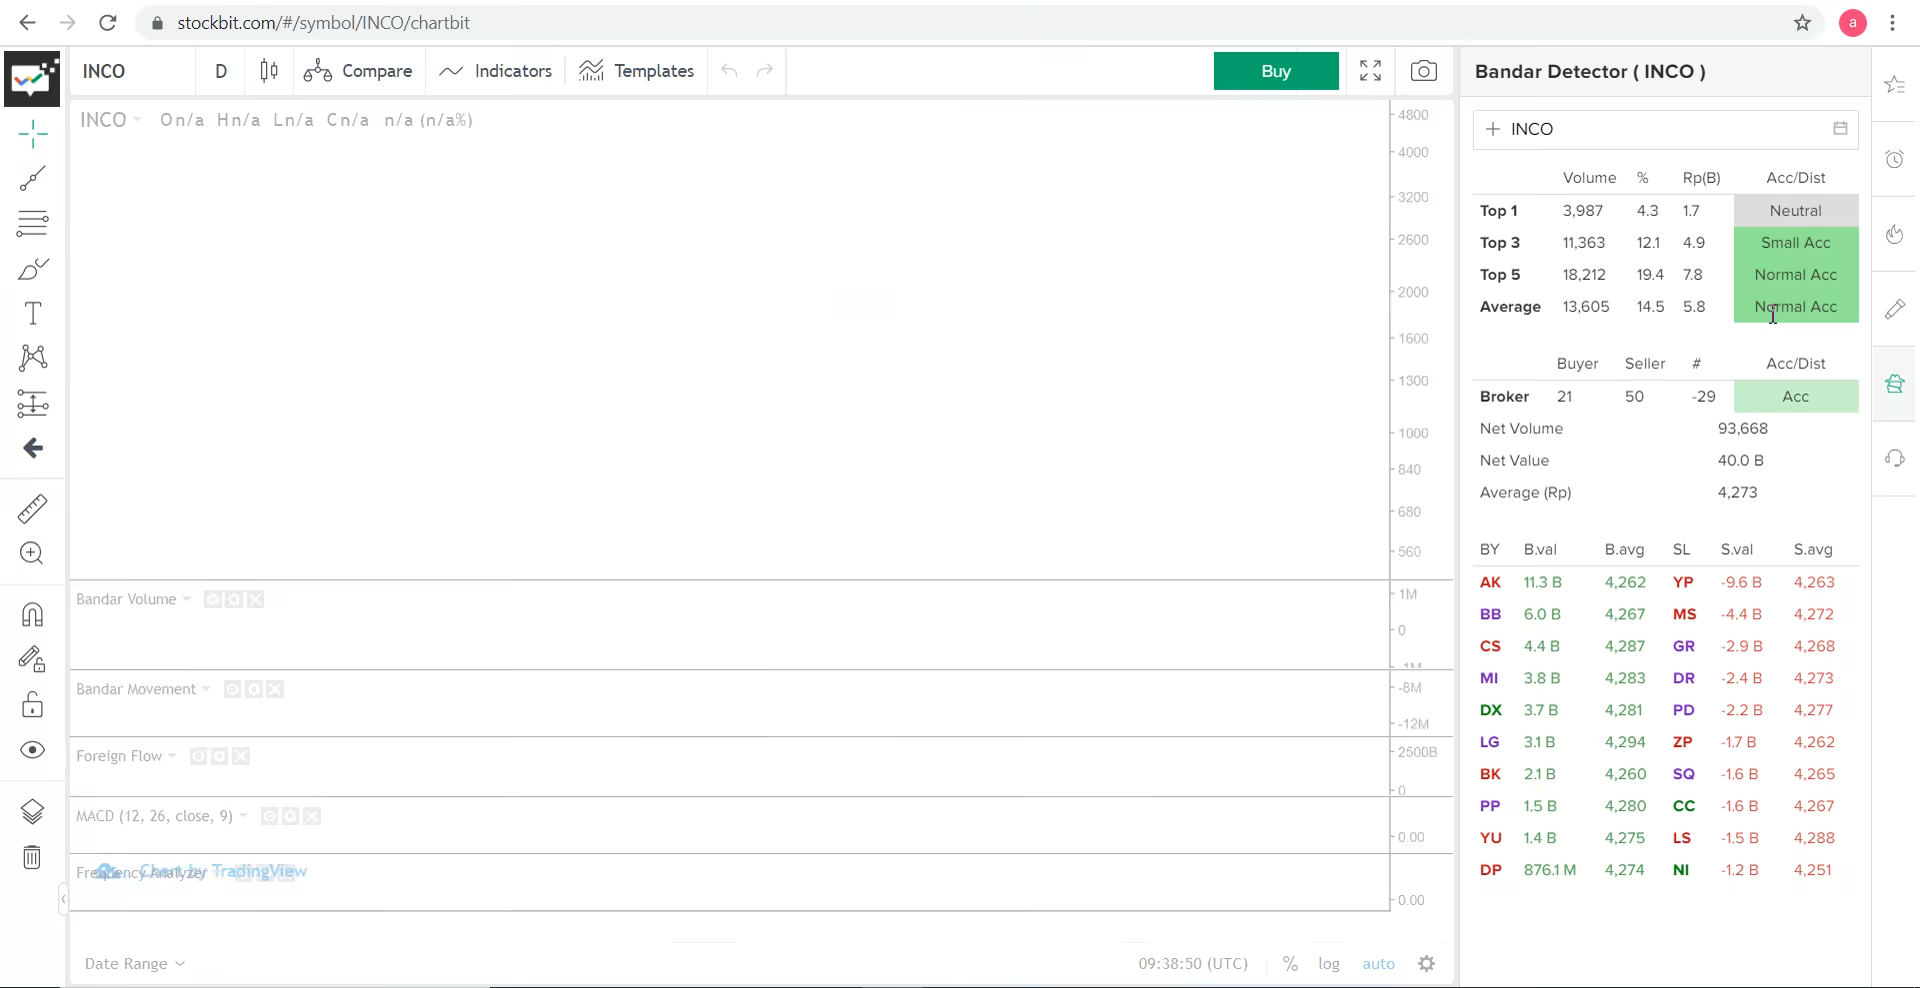 stockbit.com/#/symbol/INCO/chartbit
a
INCO D Compare Indicators Templates Buy
INCO On/a Hn/a Ln/a Cn/a n/a (n/a%)
4800
4000
3200
2600
2000
1600
1300
1000
840
680
560
Bandar Volume
1M
0
-1M
Bandar Movement
-8M
-12M
Foreign Flow
2500B
0
MACD (12, 26, close, 9)
0.00
Frequency Analyzer
Chart by TradingView
0.00
Date Range 09:38:50 (UTC) % log auto
Bandar Detector ( INCO )
+ INCO
Volume % Rp(B) Acc/Dist
Top 1 3,987 4.3 1.7 Neutral
Top 3 11,363 12.1 4.9 Small Acc
Top 5 18,212 19.4 7.8 Normal Acc
Average 13,605 14.5 5.8 Normal Acc
Buyer Seller # Acc/Dist
Broker 21 50 -29 Acc
Net Volume 93,668
Net Value 40.0 B
Average (Rp) 4,273
BY B.val B.avg SL S.val S.avg
AK 11.3 B 4,262 YP -9.6 B 4,263
BB 6.0 B 4,267 MS -4.4 B 4,272
CS 4.4 B 4,287 GR -2.9 B 4,268
MI 3.8 B 4,283 DR -2.4 B 4,273
DX 3.7 B 4,281 PD -2.2 B 4,277
LG 3.1 B 4,294 ZP -1.7 B 4,262
BK 2.1 B 4,260 SQ -1.6 B 4,265
PP 1.5 B 4,280 CC -1.6 B 4,267
YU 1.4 B 4,275 LS -1.5 B 4,288
DP 876.1 M 4,274 NI -1.2 B 4,251